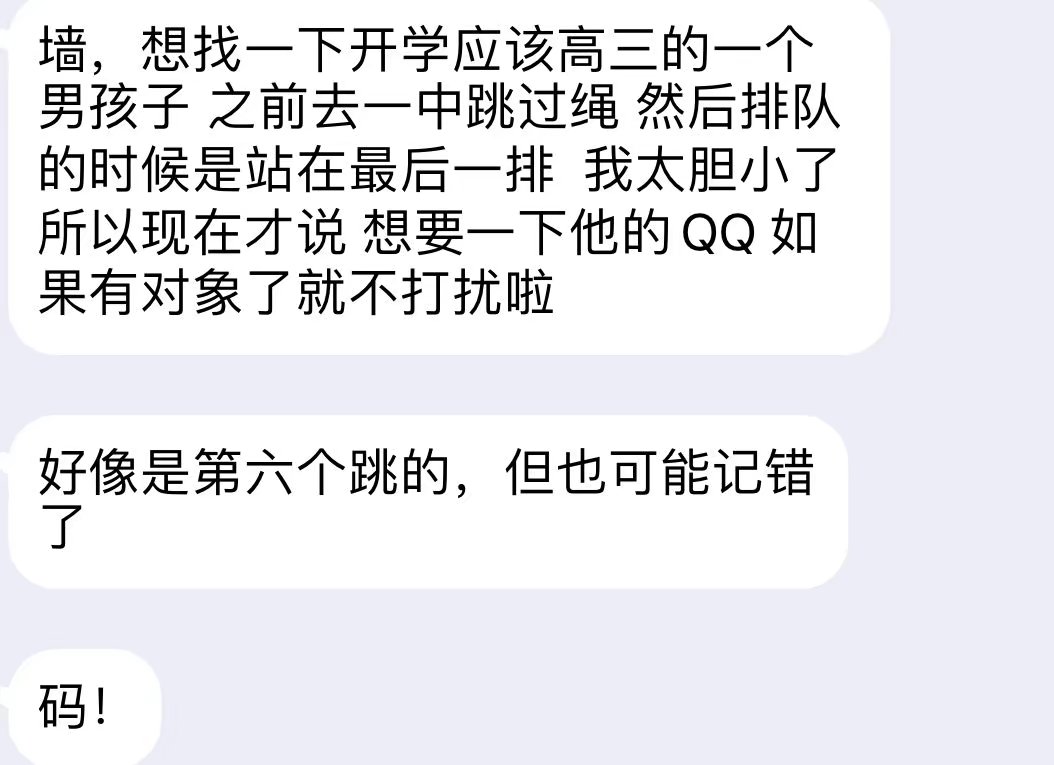 墙，想找一下开学应该高三的一个
男孩子 之前去一中跳过绳 然后排队
的时候是站在最后一排 我太胆小了
所以现在才说 想要一下他的QQ 如
果有对象了就不打扰啦
好像是第六个跳的，但也可能记错
了
码！